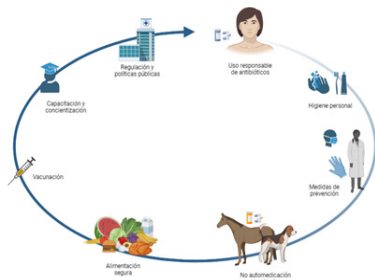 Regulación y
políticas públicas
Uso responsable
de antibióticos
Capacitación y
concientización
Higiene personal
Vacunación
Medidas de
prevención
Alimentación
segura
No automedicación